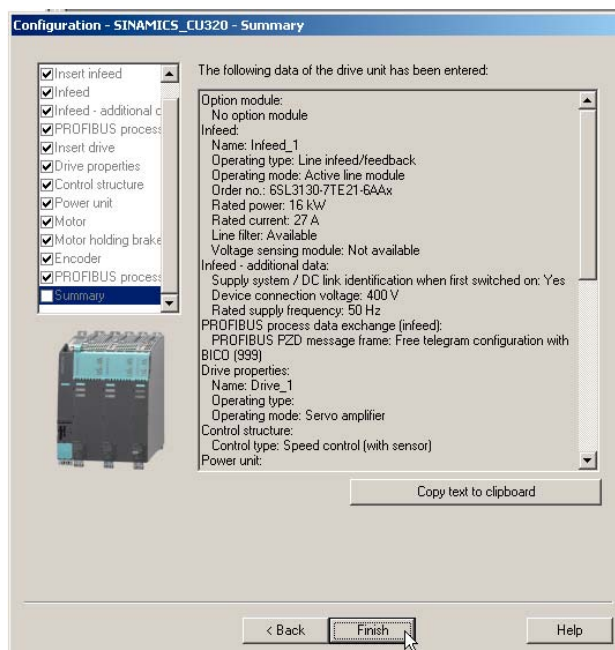 Configuration - SINAMICS_CU320 - Summary
Insert infeed
Infeed
Infeed - additional d
PROFIBUS process
Insert drive
Drive properties
Control structure
Power unit
Motor
Motor holding brake
Encoder
PROFIBUS process
Summary
The following data of the drive unit has been entered:
Option module:
No option module
Infeed:
Name: Infeed_1
Operating type: Line infeed/feedback
Operating mode: Active line module
Order no.: 6SL3130-7TE21-6AAx
Rated power: 16 kW
Rated current: 27 A
Line filter: Available
Voltage sensing module: Not available
Infeed - additional data:
Supply system / DC link identification when first switched on: Yes
Device connection voltage: 400 V
Rated supply frequency: 50 Hz
PROFIBUS process data exchange (infeed):
PROFIBUS PZD message frame: Free telegram configuration with
BICO (999)
Drive properties:
Name: Drive_1
Operating type:
Operating mode: Servo amplifier
Control structure:
Control type: Speed control (with sensor)
Power unit:
Copy text to clipboard
< Back
Finish
Help